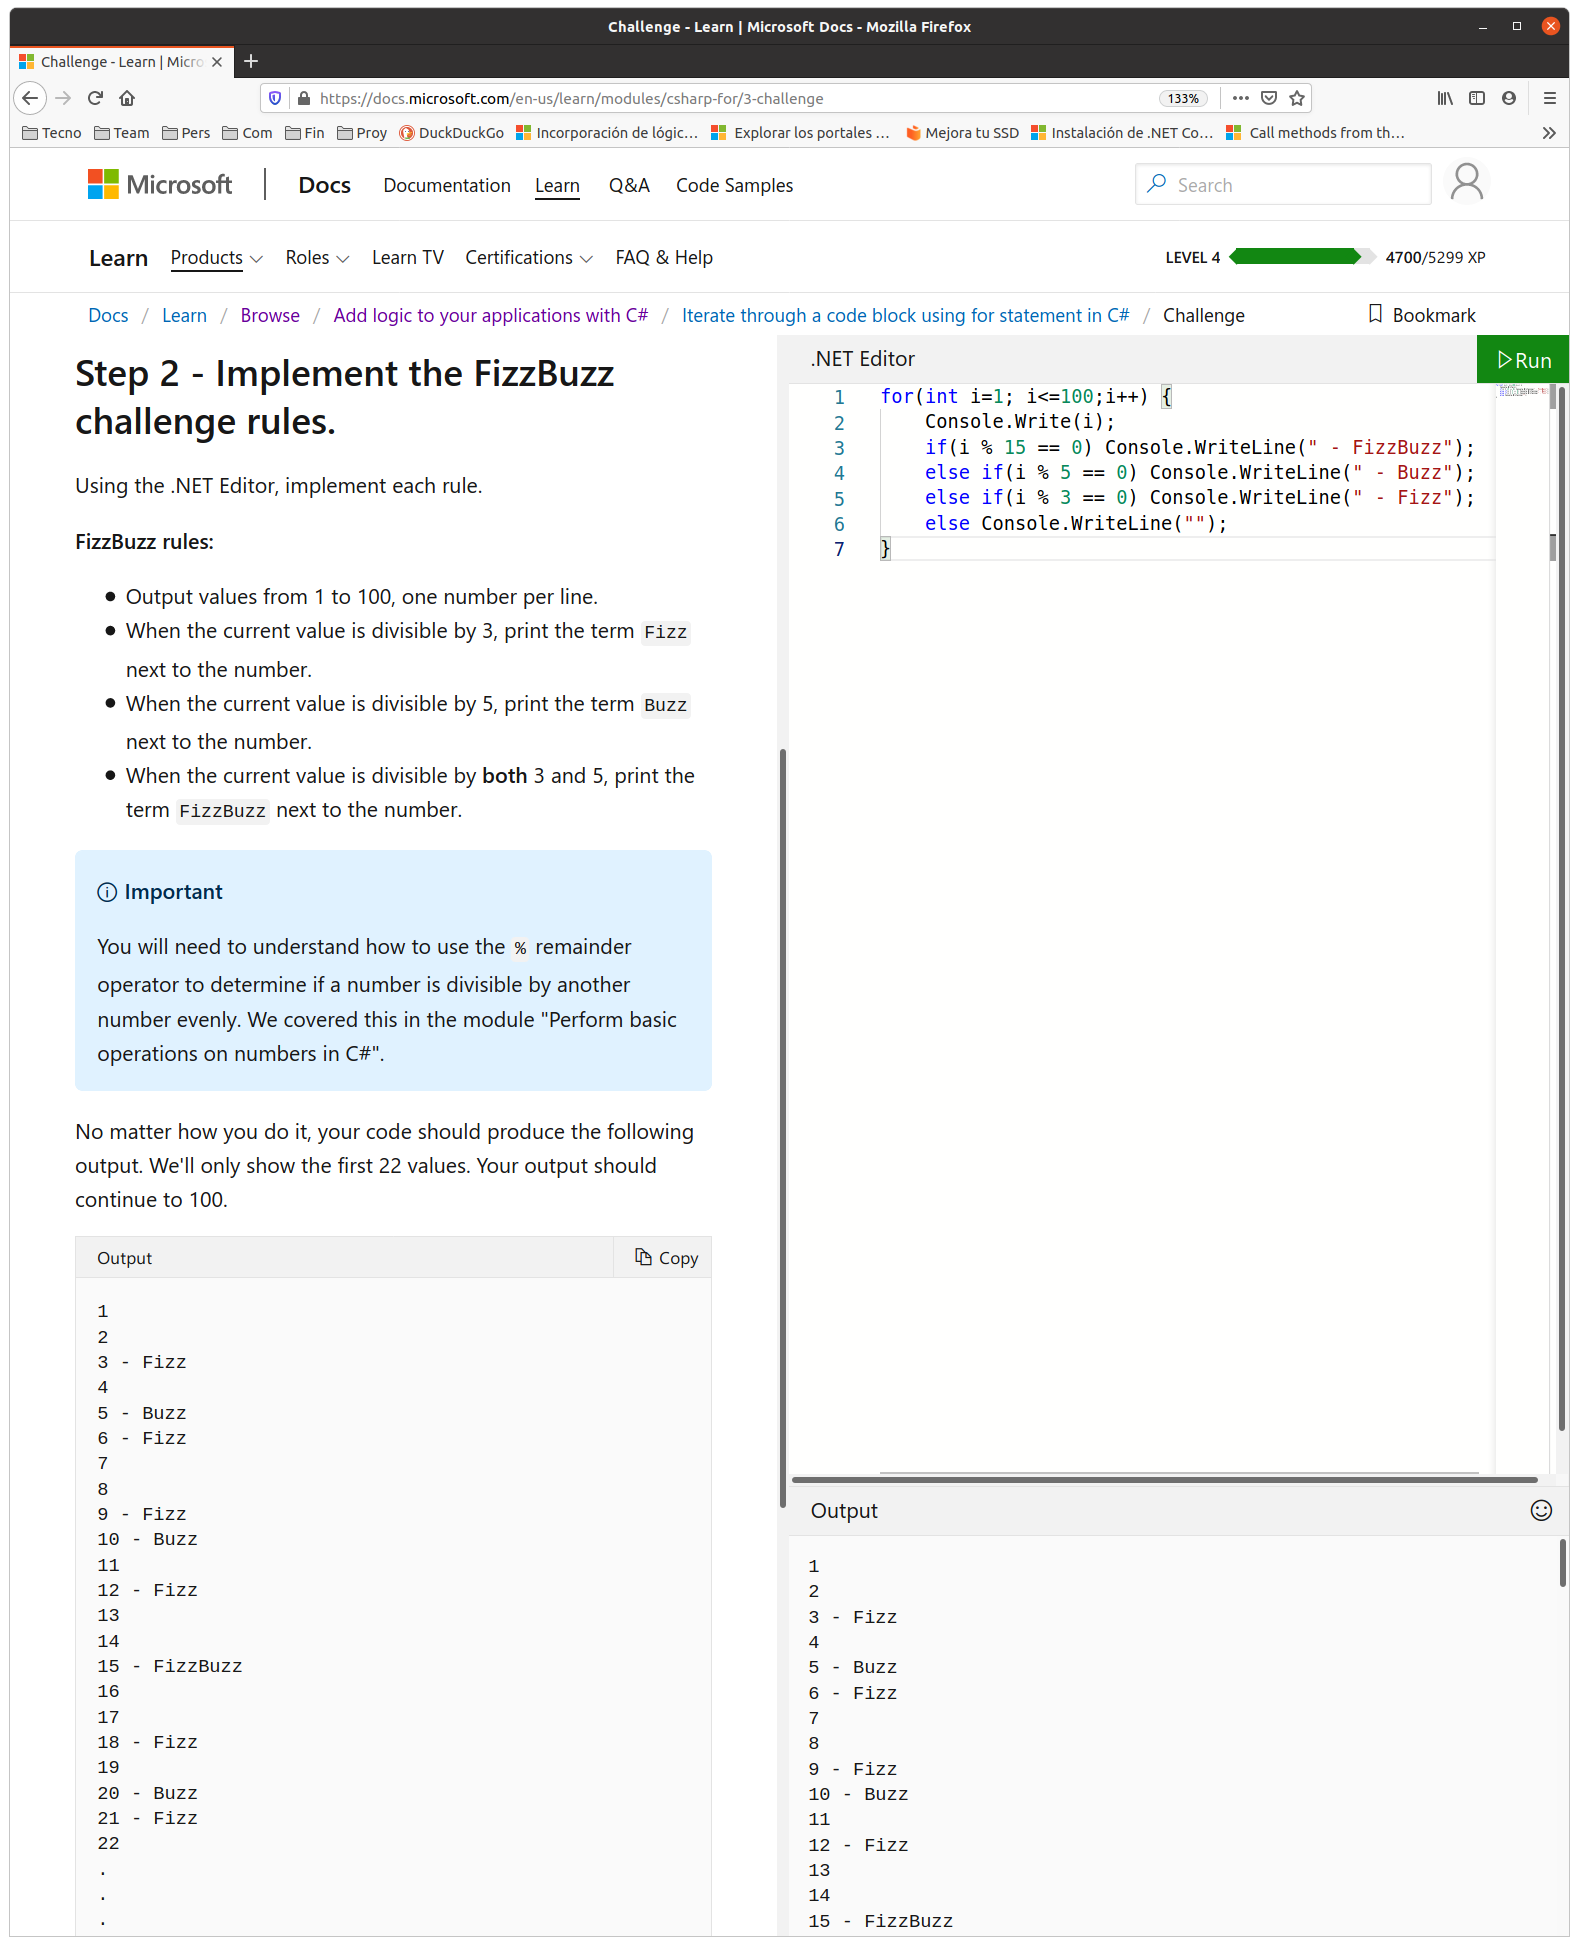 Challenge - Learn | Microsoft Docs - Mozilla Firefox
Challenge - Learn | Micro
https://docs.microsoft.com/en-us/learn/modules/csharp-for/3-challenge
133%
Tecno Team Pers Com Fin Proy DuckDuckGo Incorporación de lógic... Explorar los portales ... Mejora tu SSD Instalación de .NET Co... Call methods from th...
Microsoft Docs Documentation Learn Q&A Code Samples Search
Learn Products Roles Learn TV Certifications FAQ & Help LEVEL 4 4700/5299 XP
Docs / Learn / Browse / Add logic to your applications with C# / Iterate through a code block using for statement in C# / Challenge Bookmark
Step 2 - Implement the FizzBuzz
challenge rules.
Using the .NET Editor, implement each rule.
FizzBuzz rules:
Output values from 1 to 100, one number per line.
When the current value is divisible by 3, print the term Fizz
next to the number.
When the current value is divisible by 5, print the term Buzz
next to the number.
When the current value is divisible by both 3 and 5, print the
term FizzBuzz next to the number.
Important
You will need to understand how to use the % remainder
operator to determine if a number is divisible by another
number evenly. We covered this in the module "Perform basic
operations on numbers in C#".
No matter how you do it, your code should produce the following
output. We'll only show the first 22 values. Your output should
continue to 100.
Output Copy
1
2
3 - Fizz
4
5 - Buzz
6 - Fizz
7
8
9 - Fizz
10 - Buzz
11
12 - Fizz
13
14
15 - FizzBuzz
16
17
18 - Fizz
19
20 - Buzz
21 - Fizz
22
.
.
.
.NET Editor
Run
1 for(int i=1; i<=100;i++) {
2 Console.Write(i);
3 if(i % 15 == 0) Console.WriteLine(" - FizzBuzz");
4 else if(i % 5 == 0) Console.WriteLine(" - Buzz");
5 else if(i % 3 == 0) Console.WriteLine(" - Fizz");
6 else Console.WriteLine("");
7 }
Output
1
2
3 - Fizz
4
5 - Buzz
6 - Fizz
7
8
9 - Fizz
10 - Buzz
11
12 - Fizz
13
14
15 - FizzBuzz